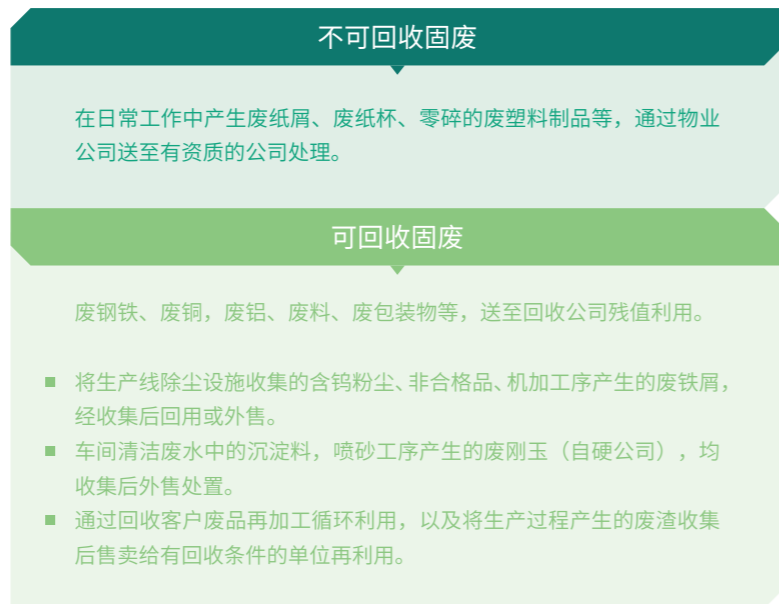 不可回收固废
在日常工作中产生废纸屑、废纸杯、零碎的废塑料制品等，通过物业
公司送至有资质的公司处理。
可回收固废
废钢铁、废铜，废铝、废料、废包装物等，送至回收公司残值利用。
■ 将生产线除尘设施收集的含钨粉尘、非合格品、机加工序产生的废铁屑，
经收集后回用或外售。
■ 车间清洁废水中的沉淀料，喷砂工序产生的废刚玉（自硬公司），均
收集后外售处置。
■ 通过回收客户废品再加工循环利用，以及将生产过程产生的废渣收集
后售卖给有回收条件的单位再利用。